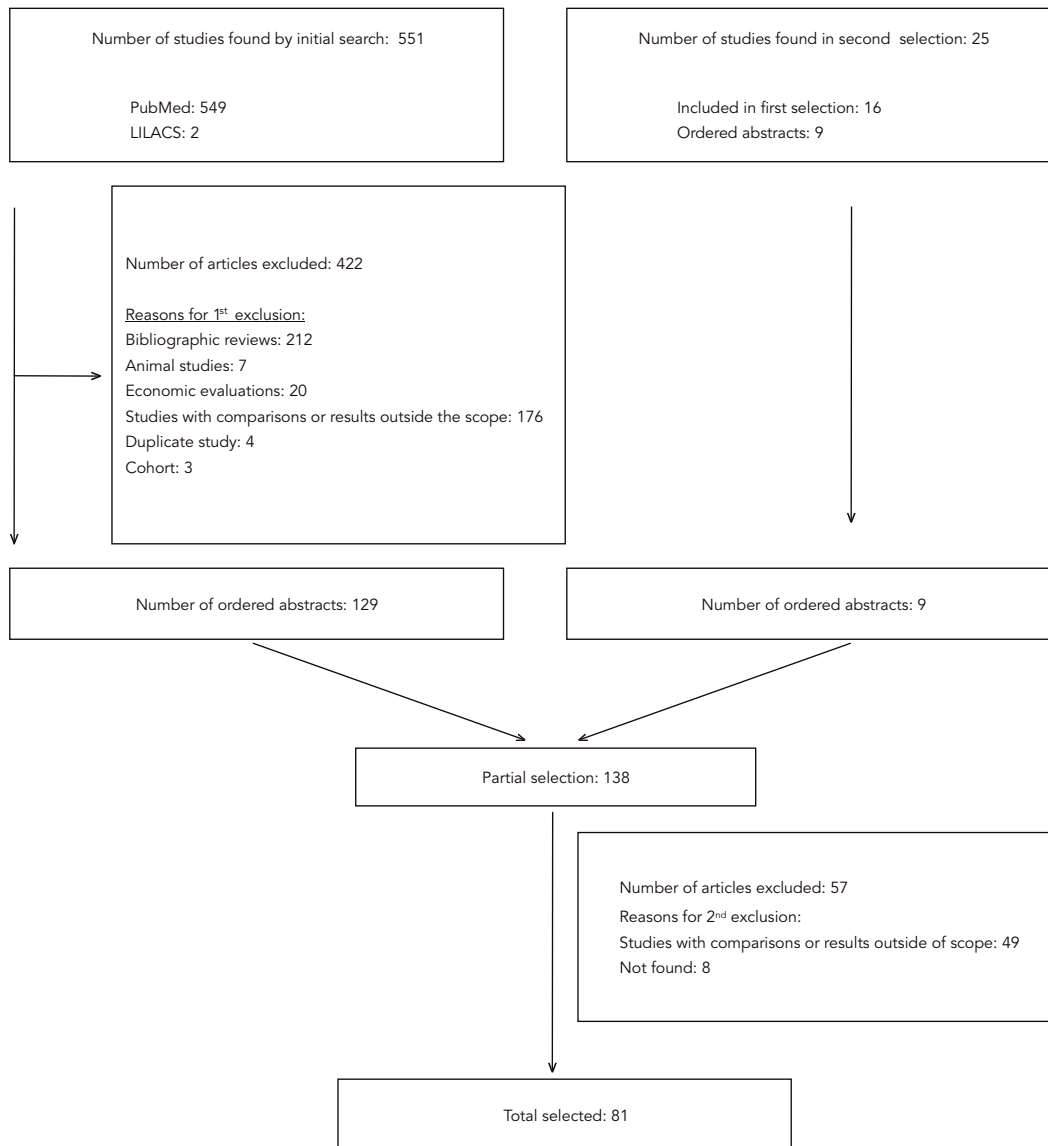 Number of studies found by initial search: 551
PubMed: 549
LILACS: 2
Number of studies found in second selection: 25
Included in first selection: 16
Ordered abstracts: 9
Number of articles excluded: 422
Reasons for 1st exclusion:
Bibliographic reviews: 212
Animal studies: 7
Economic evaluations: 20
Studies with comparisons or results outside the scope: 176
Duplicate study: 4
Cohort: 3
Number of ordered abstracts: 129
Number of ordered abstracts: 9
Partial selection: 138
Number of articles excluded: 57
Reasons for 2nd exclusion:
Studies with comparisons or results outside of scope: 49
Not found: 8
Total selected: 81